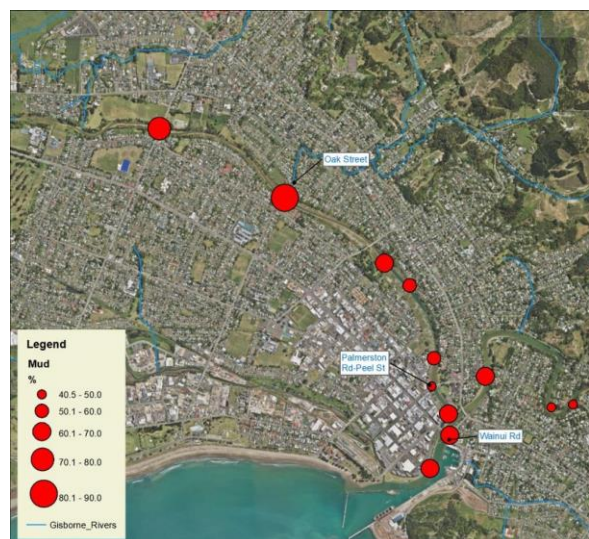 Oak Street
Palmerston
Rd-Peel St
Wainui Rd
Legend
Mud
%
40.5 - 50.0
50.1 - 60.0
60.1 - 70.0
70.1 - 80.0
80.1 - 90.0
Gisborne_Rivers